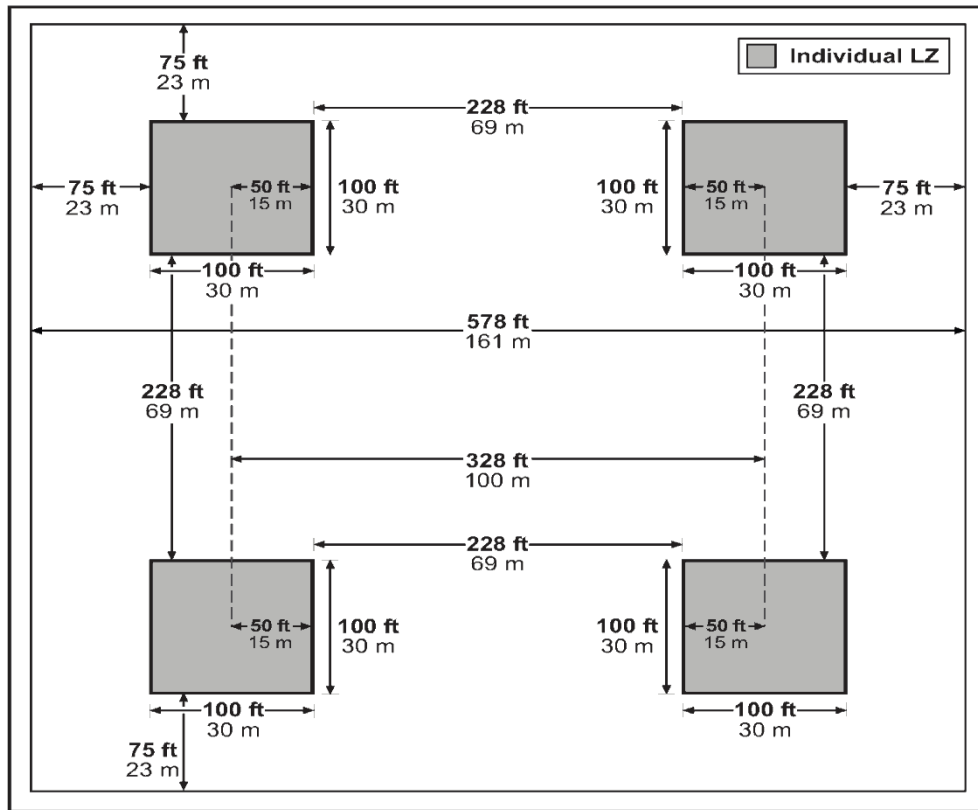 75 ft
23 m
Individual LZ
228 ft
69 m
75 ft
23 m
50 ft
15 m
100 ft
30 m
100 ft
30 m
50 ft
15 m
75 ft
23 m
100 ft
30 m
100 ft
30 m
578 ft
161 m
228 ft
69 m
228 ft
69 m
328 ft
100 m
228 ft
69 m
50 ft
15 m
100 ft
30 m
100 ft
30 m
50 ft
15 m
100 ft
30 m
100 ft
30 m
75 ft
23 m